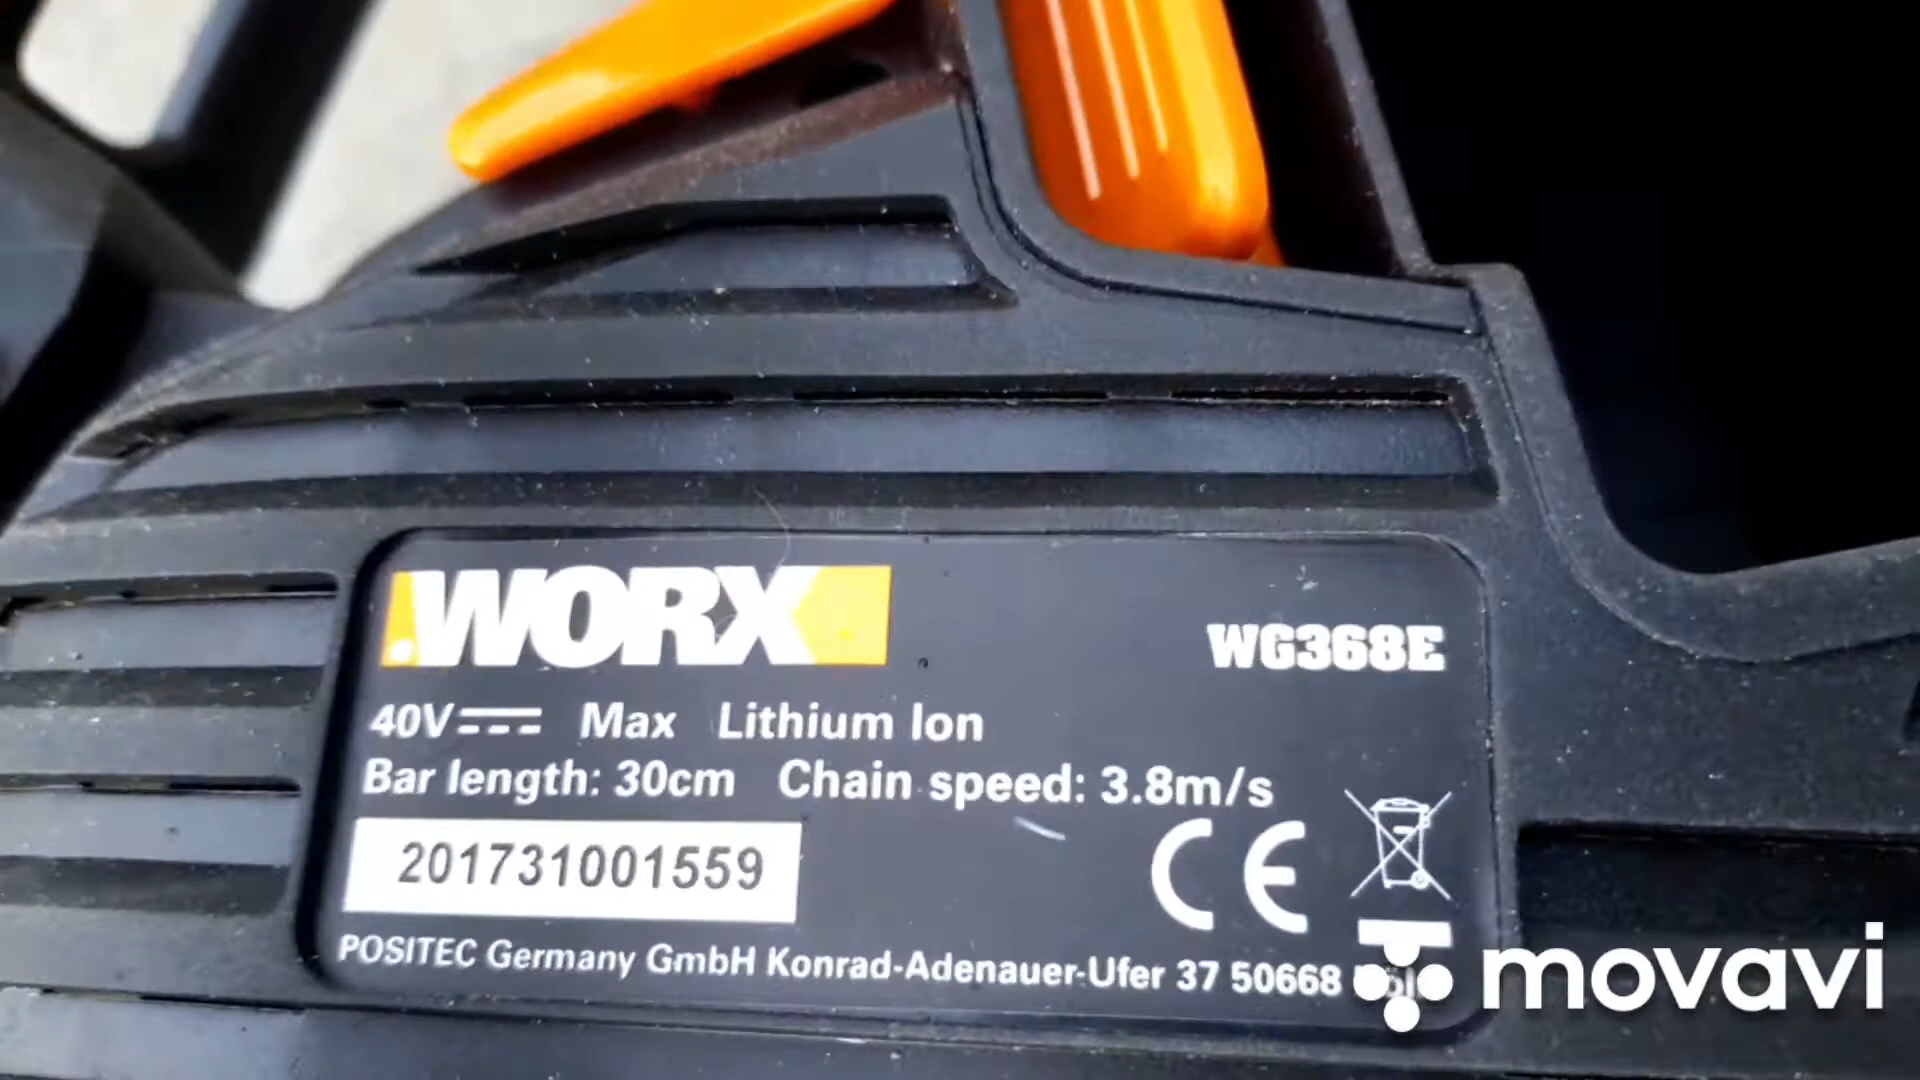 WORX
WG368E
40V Max Lithium Ion
Bar length: 30cm Chain speed: 3.8m/s
201731001559
CE
POSITEC Germany GmbH Konrad-Adenauer-Ufer 37 50668
movavi